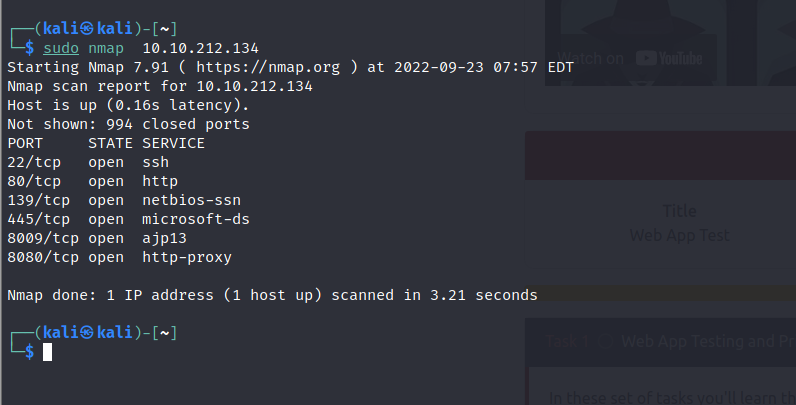 ┌──(kali㉿kali)-[~]
└─$ sudo nmap  10.10.212.134
Starting Nmap 7.91 ( https://nmap.org ) at 2022-09-23 07:57 EDT
Nmap scan report for 10.10.212.134
Host is up (0.16s latency).
Not shown: 994 closed ports
PORT     STATE SERVICE
22/tcp   open  ssh
80/tcp   open  http
139/tcp  open  netbios-ssn
445/tcp  open  microsoft-ds
8009/tcp open  ajp13
8080/tcp open  http-proxy
Nmap done: 1 IP address (1 host up) scanned in 3.21 seconds
┌──(kali㉿kali)-[~]
└─$
Watch on YouTube
Title
Web App Test
Web App Testing and Pr
In these set of tasks you'll learn th